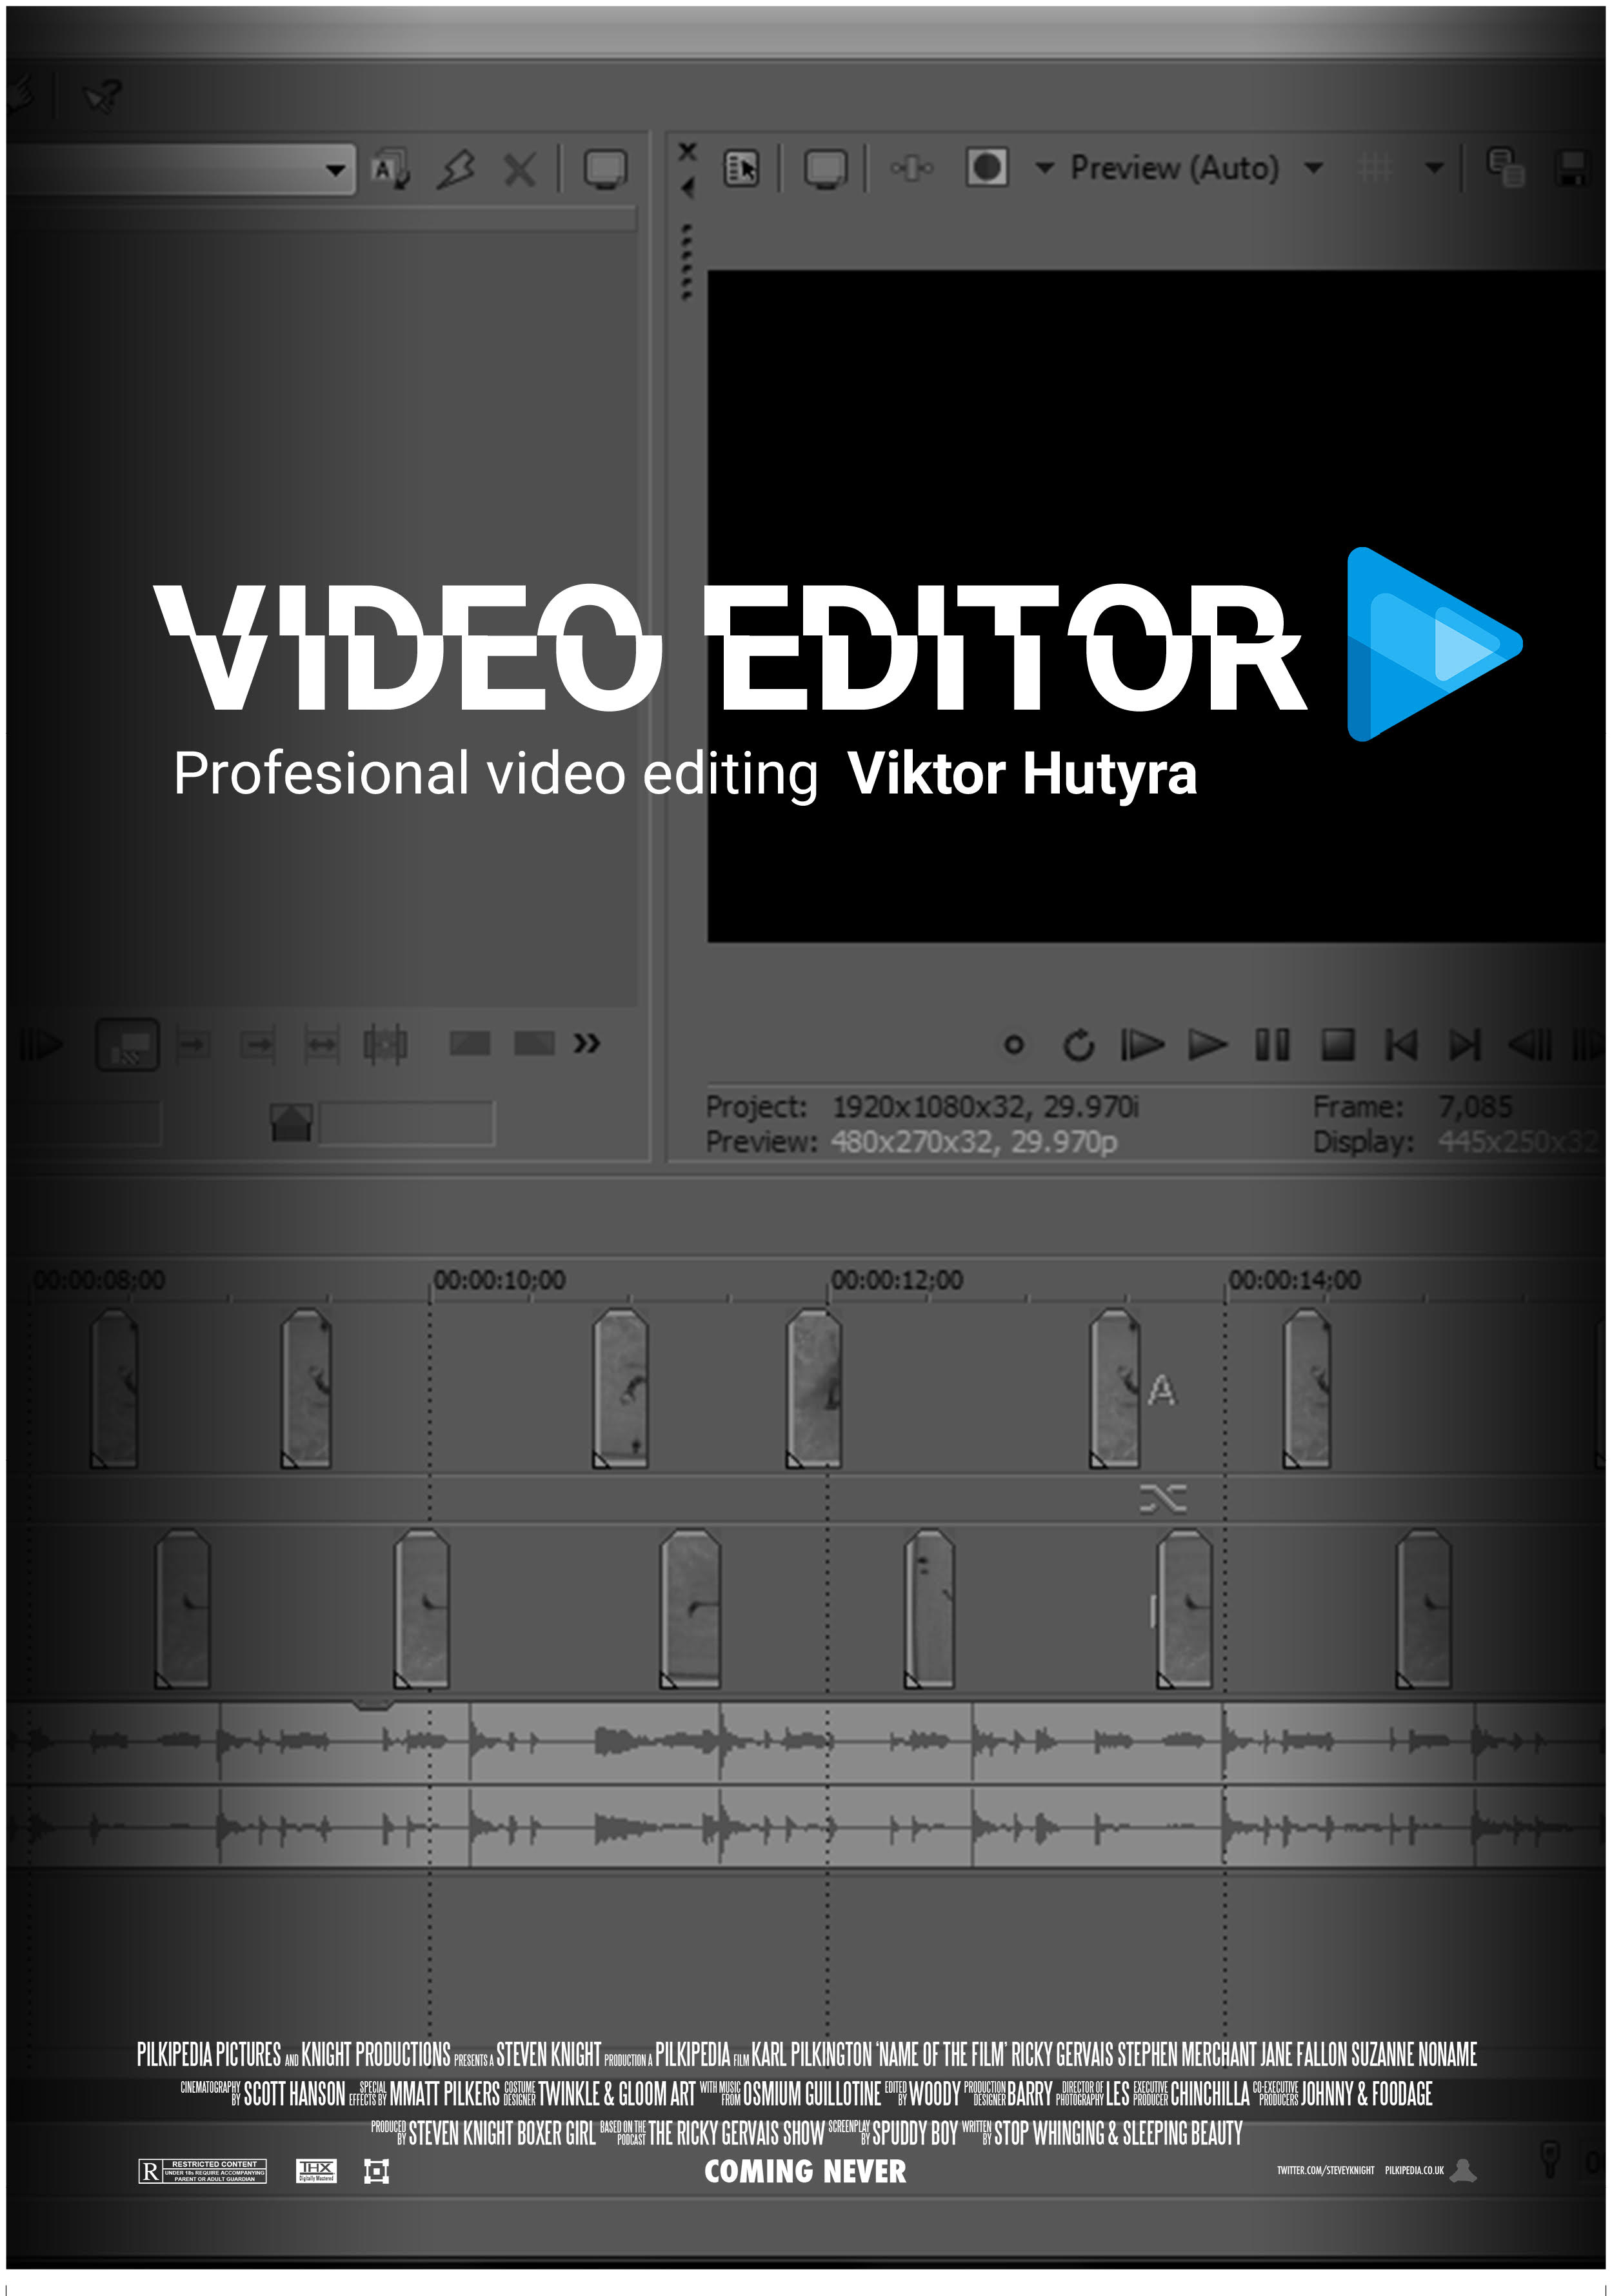 A
Preview (Auto)
VIDEO EDITOR
Profesional video editing Viktor Hutyra
Project: 1920x1080x32, 29.970i Frame: 7,085
Preview: 480x270x32, 29.970p Display: 445x250x32
00:00:08;00 00:00:10;00 00:00:12;00 00:00:14;00
A
PILKIPEDIA PICTURES AND KNIGHT PRODUCTIONS PRESENTS A STEVEN KNIGHT PRODUCTION A PILKIPEDIA FILM KARL PILKINGTON ‘NAME OF THE FILM’ RICKY GERVAIS STEPHEN MERCHANT JANE FALLON SUZANNE NONAME
CINEMATOGRAPHY BY SCOTT HANSON SPECIAL EFFECTS BY MMATT PILKERS COSTUME DESIGNER TWINKLE & GLOOM ART WITH MUSIC FROM OSMIUM GUILLOTINE EDITED BY WOODY PRODUCTION DESIGNER BARRY DIRECTOR OF PHOTOGRAPHY LES EXECUTIVE PRODUCER CHINCHILLA CO-EXECUTIVE PRODUCERS JOHNNY & FOODAGE
PRODUCED BY STEVEN KNIGHT BOXER GIRL BASED ON THE PODCAST THE RICKY GERVAIS SHOW SCREENPLAY BY SPUDDY BOY WRITTEN BY STOP WHINGING & SLEEPING BEAUTY
R RESTRICTED CONTENT
UNDER 18s REQUIRE ACCOMPANYING
PARENT OR ADULT GUARDIAN
THX
Digitally Mastered
COMING NEVER
TWITTER.COM/STEVEYKNIGHT PILKIPEDIA.CO.UK